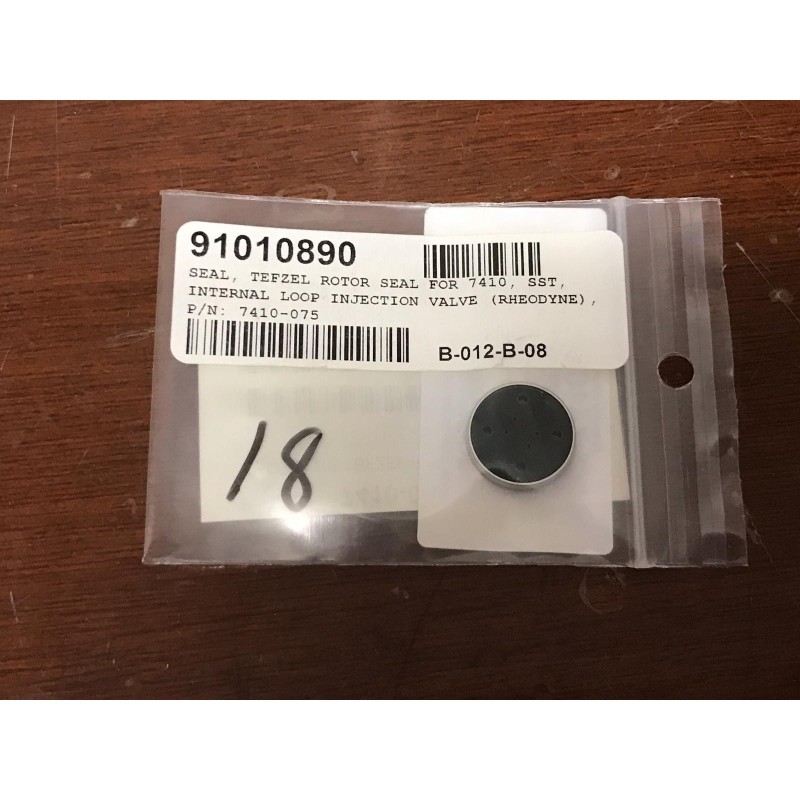 91010890
SEAL, TEFZEL ROTOR SEAL FOR 7410, SST,
INTERNAL LOOP INJECTION VALVE (RHEODYNE),
P/N: 7410-075
B-012-B-08
18